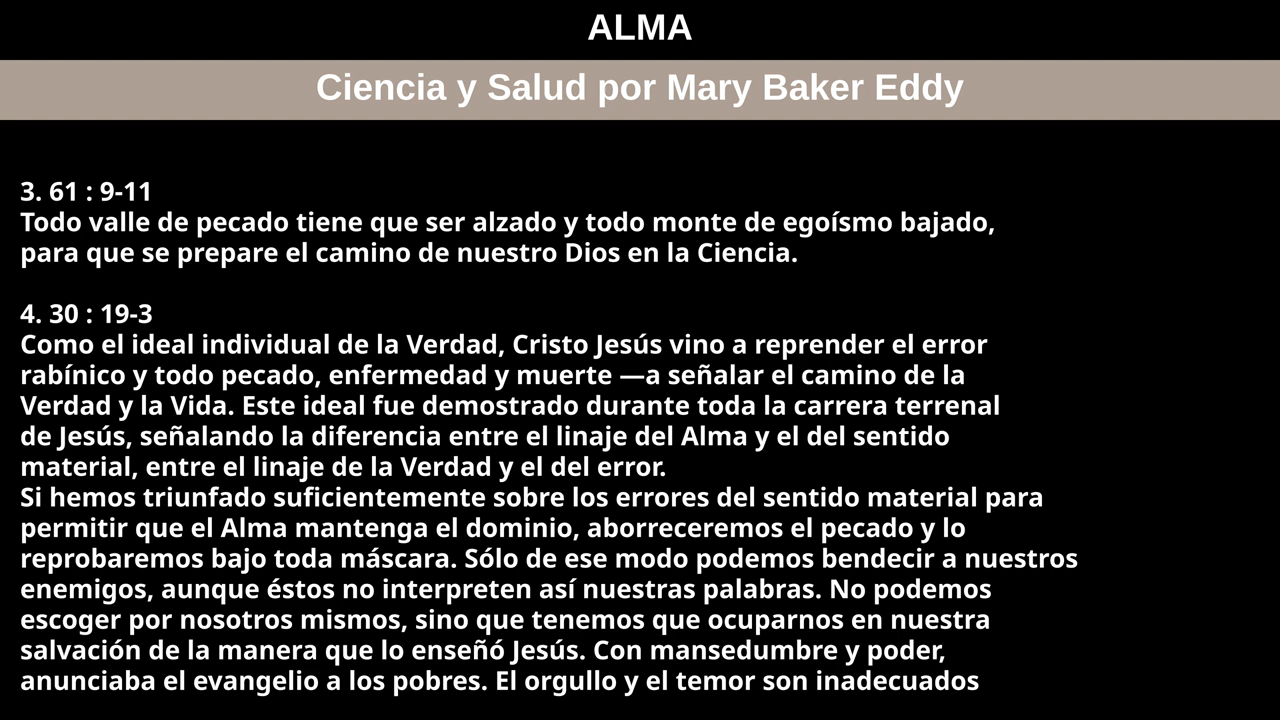 ALMA
Ciencia y Salud por Mary Baker Eddy
3. 61 : 9-11
Todo valle de pecado tiene que ser alzado y todo monte de egoísmo bajado,
para que se prepare el camino de nuestro Dios en la Ciencia.
4. 30 : 19-3
Como el ideal individual de la Verdad, Cristo Jesús vino a reprender el error
rabínico y todo pecado, enfermedad y muerte —a señalar el camino de la
Verdad y la Vida. Este ideal fue demostrado durante toda la carrera terrenal
de Jesús, señalando la diferencia entre el linaje del Alma y el del sentido
material, entre el linaje de la Verdad y el del error.
Si hemos triunfado suficientemente sobre los errores del sentido material para
permitir que el Alma mantenga el dominio, aborreceremos el pecado y lo
reprobaremos bajo toda máscara. Sólo de ese modo podemos bendecir a nuestros
enemigos, aunque éstos no interpreten así nuestras palabras. No podemos
escoger por nosotros mismos, sino que tenemos que ocuparnos en nuestra
salvación de la manera que lo enseñó Jesús. Con mansedumbre y poder,
anunciaba el evangelio a los pobres. El orgullo y el temor son inadecuados